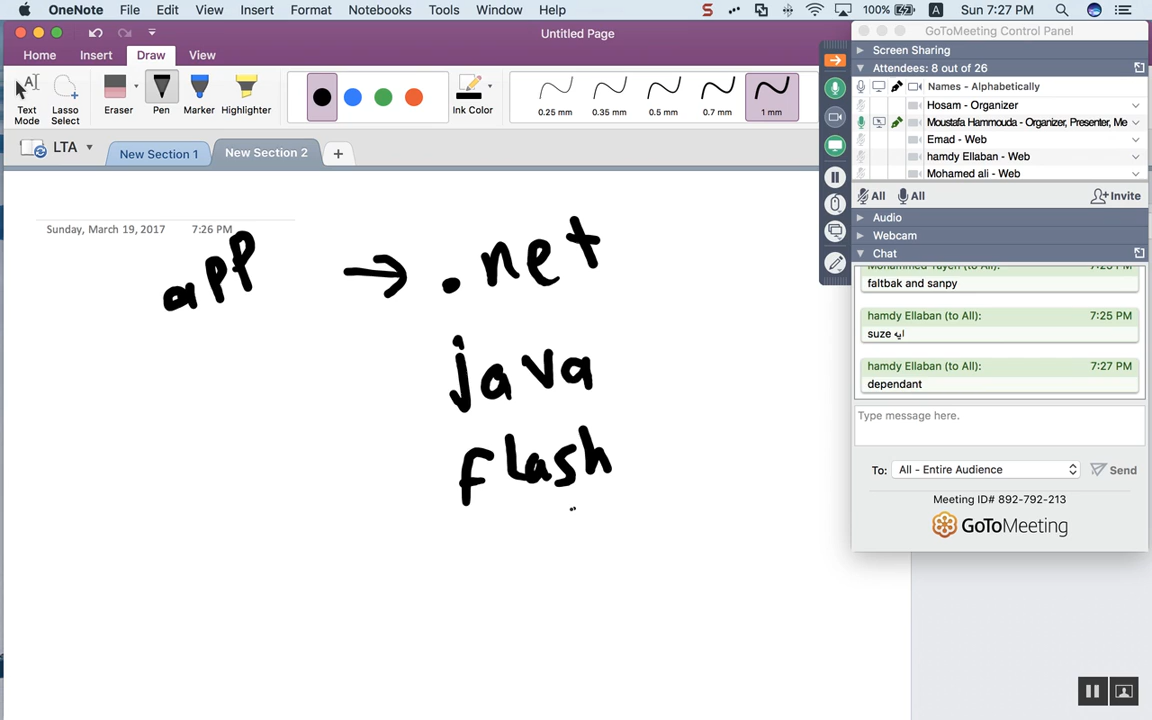 OneNote File Edit View Insert Format Notebooks Tools Window Help
100% A Sun 7:27 PM
Untitled Page
Home Insert Draw View
Text Mode
Lasso Select
Eraser
Pen
Marker
Highlighter
Ink Color
0.25 mm
0.35 mm
0.5 mm
0.7 mm
1 mm
LTA
New Section 1
New Section 2
+
Sunday, March 19, 2017 7:26 PM
app → .net
java
flash
GoToMeeting Control Panel
Screen Sharing
Attendees: 8 out of 26
Names - Alphabetically
Hosam - Organizer
Moustafa Hammouda - Organizer, Presenter, Me
Emad - Web
hamdy Ellaban - Web
Mohamed ali - Web
All All Invite
Audio
Webcam
Chat
faltbak and sanpy
hamdy Ellaban (to All): 7:25 PM
suze ايه
hamdy Ellaban (to All): 7:27 PM
dependant
Type message here.
To: All - Entire Audience Send
Meeting ID# 892-792-213
GoToMeeting